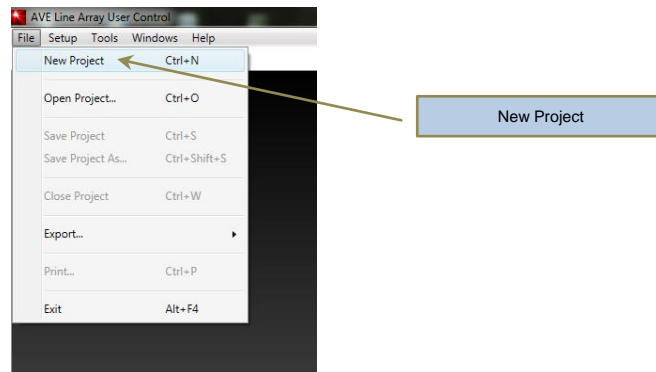 AVE Line Array User Control
File Setup Tools Windows Help
New Project Ctrl+N
Open Project... Ctrl+O
Save Project Ctrl+S
Save Project As... Ctrl+Shift+S
Close Project Ctrl+W
Export...
Print... Ctrl+P
Exit Alt+F4
New Project